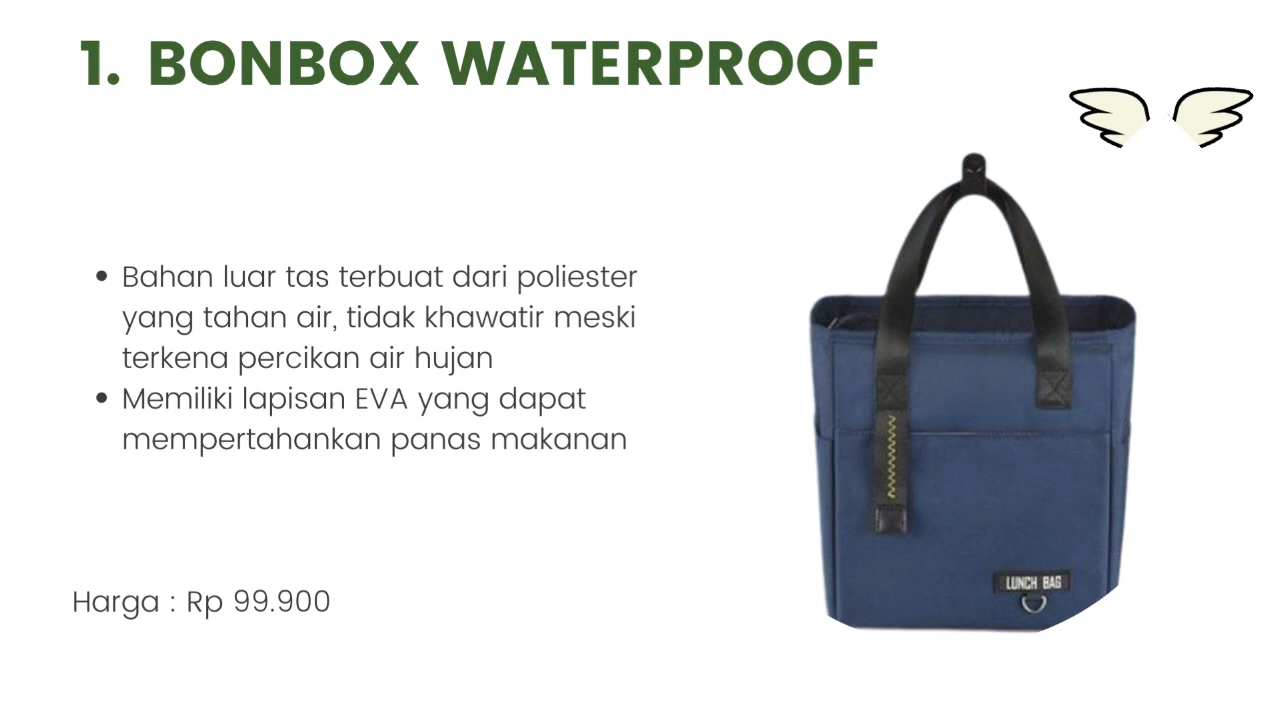 1. BONBOX WATERPROOF
• Bahan luar tas terbuat dari poliester
yang tahan air, tidak khawatir meski
terkena percikan air hujan
• Memiliki lapisan EVA yang dapat
mempertahankan panas makanan
LUNCH BAG
Harga : Rp 99.900